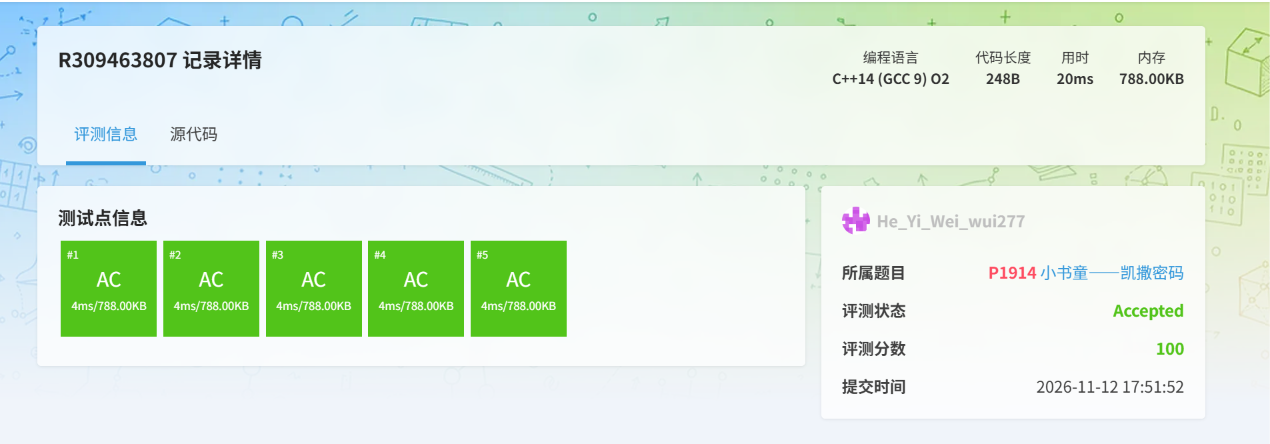 R309463807 记录详情
编程语言 代码长度 用时 内存
C++14 (GCC 9) O2 248B 20ms 788.00KB
评测信息 源代码
测试点信息
#1 #2 #3 #4 #5
AC AC AC AC AC
4ms/788.00KB 4ms/788.00KB 4ms/788.00KB 4ms/788.00KB 4ms/788.00KB
He_Yi_Wei_wui277
所属题目 P1914 小书童——凯撒密码
评测状态 Accepted
评测分数 100
提交时间 2026-11-12 17:51:52